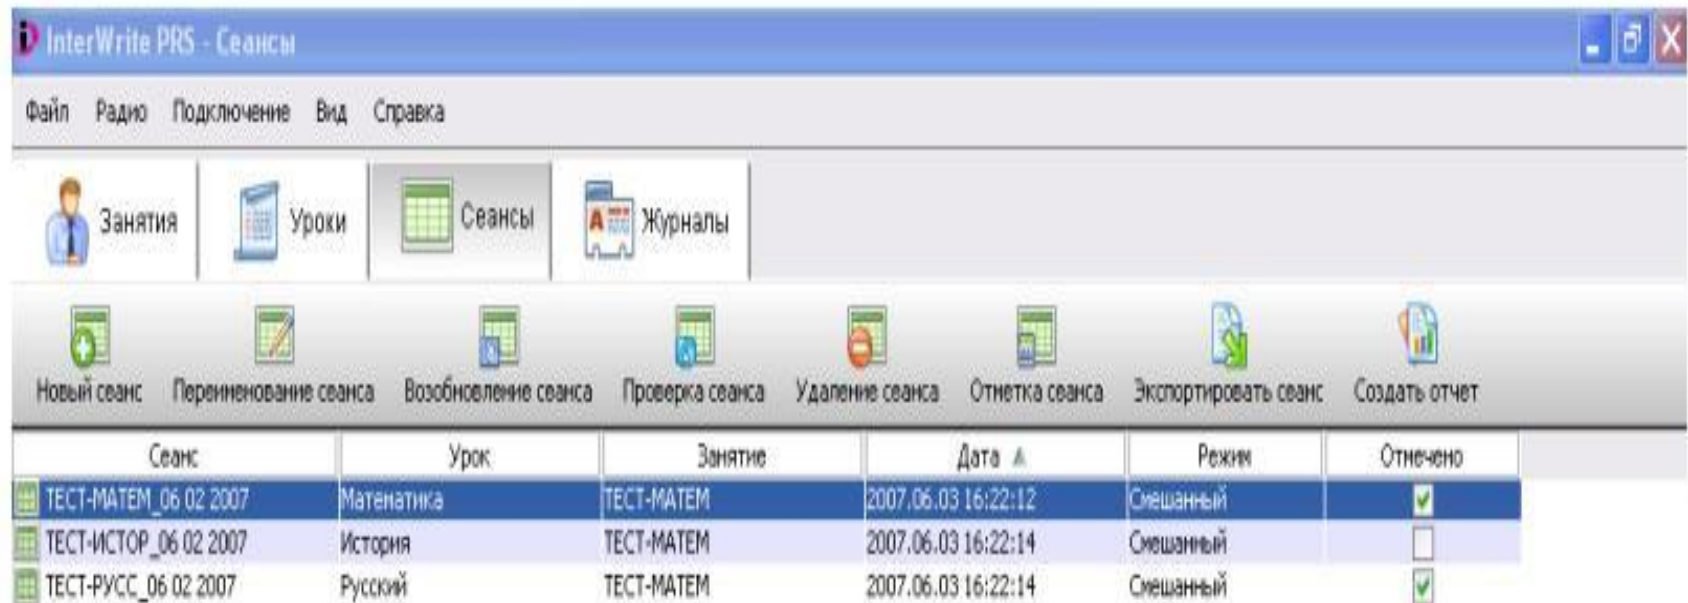 InterWrite PRS - Сеансы
Файл Радио Подключение Вид Справка
Занятия Уроки Сеансы Журналы
Новый сеанс Переименование сеанса Возобновление сеанса Проверка сеанса Удаление сеанса Отметка сеанса Экспортировать сеанс Создать отчет
Сеанс Урок Занятие Дата Режим Отмечено
ТЕСТ-МАТЕМ_06 02 2007 Математика ТЕСТ-МАТЕМ 2007.06.03 16:22:12 Смешанный
ТЕСТ-ИСТОР_06 02 2007 История ТЕСТ-МАТЕМ 2007.06.03 16:22:14 Смешанный
ТЕСТ-РУСС_06 02 2007 Русский ТЕСТ-МАТЕМ 2007.06.03 16:22:14 Смешанный